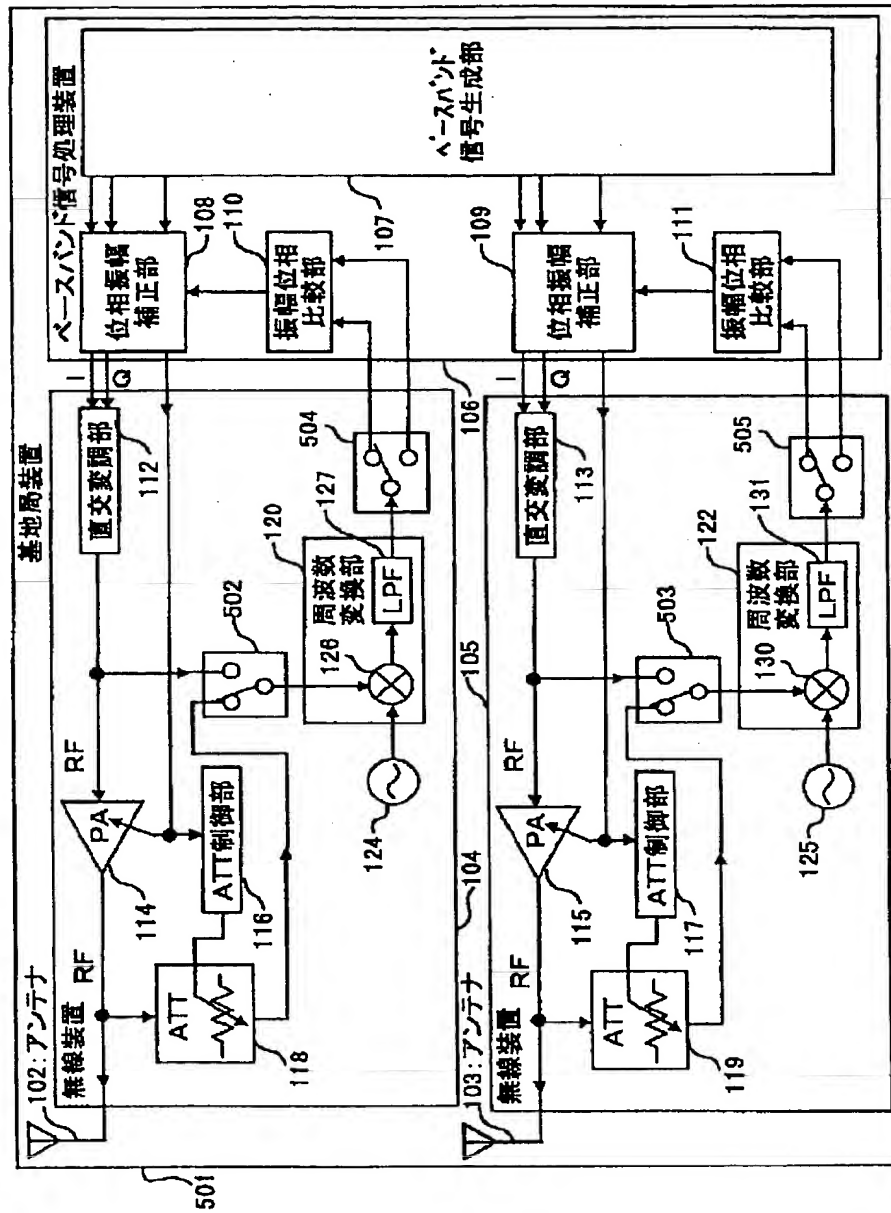 基地局装置
501
102:アンテナ
無線装置
RF
114
PA
RF
直交変調部
112
I
Q
ATT
118
ATT制御部
116
502
124
126
周波数
変換部
LPF
120
127
504
104
ベースバンド信号処理装置
位相振幅
補正部
108
振幅位相
比較部
110
107
ベースバンド
信号生成部
106
103:アンテナ
無線装置
RF
115
PA
RF
直交変調部
113
I
Q
ATT
119
ATT制御部
117
503
125
130
周波数
変換部
LPF
122
131
505
105
位相振幅
補正部
109
振幅位相
比較部
111